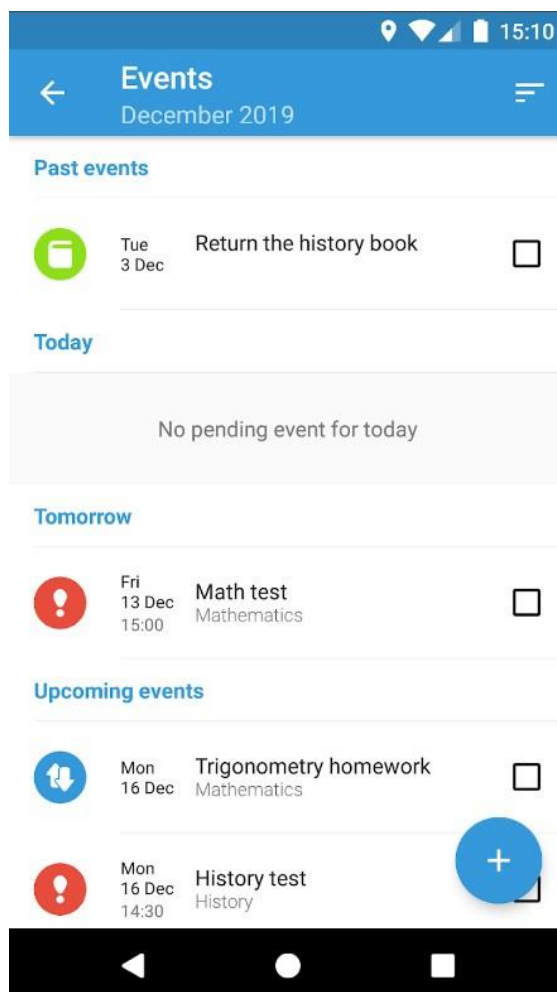 15:10
Events
December 2019
Past events
Tue
3 Dec
Return the history book
Today
No pending event for today
Tomorrow
Fri
13 Dec
15:00
Math test
Mathematics
Upcoming events
Mon
16 Dec
Trigonometry homework
Mathematics
Mon
16 Dec
14:30
History test
History